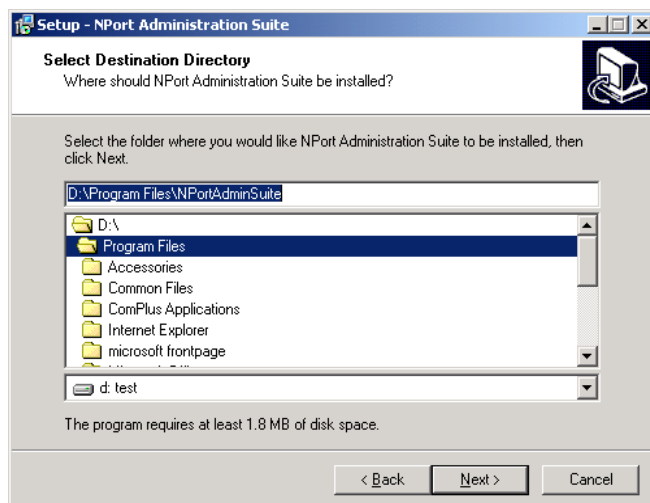 Setup - NPort Administration Suite
Select Destination Directory
Where should NPort Administration Suite be installed?
Select the folder where you would like NPort Administration Suite to be installed, then
click Next.
D:\Program Files\NPortAdminSuite
D:\
Program Files
Accessories
Common Files
ComPlus Applications
Internet Explorer
microsoft frontpage
d: test
The program requires at least 1.8 MB of disk space.
< Back Next > Cancel